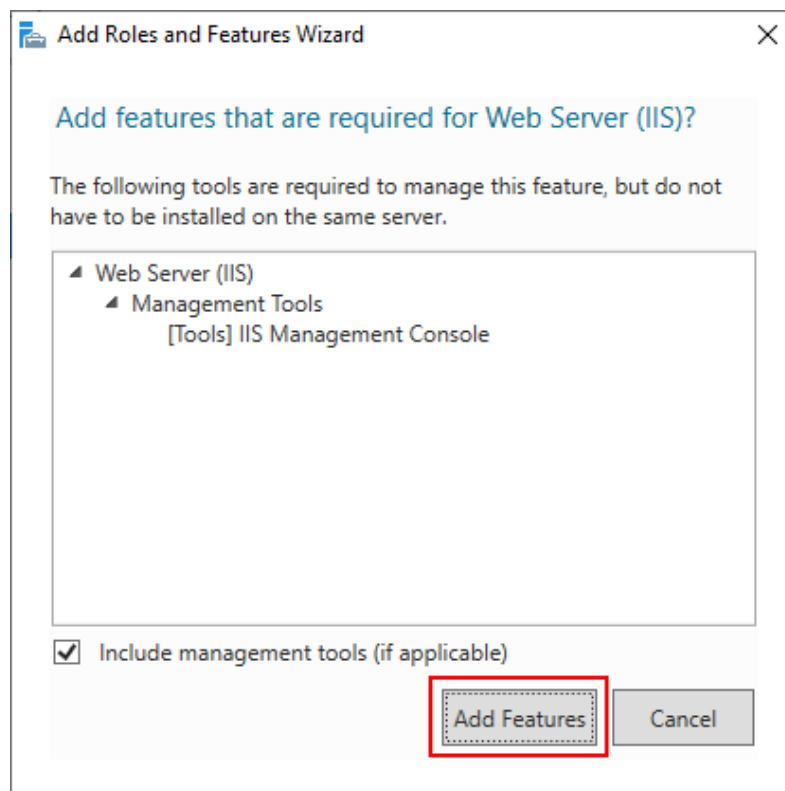 Add Roles and Features Wizard
Add features that are required for Web Server (IIS)?
The following tools are required to manage this feature, but do not
have to be installed on the same server.
Web Server (IIS)
Management Tools
[Tools] IIS Management Console
Include management tools (if applicable)
Add Features
Cancel